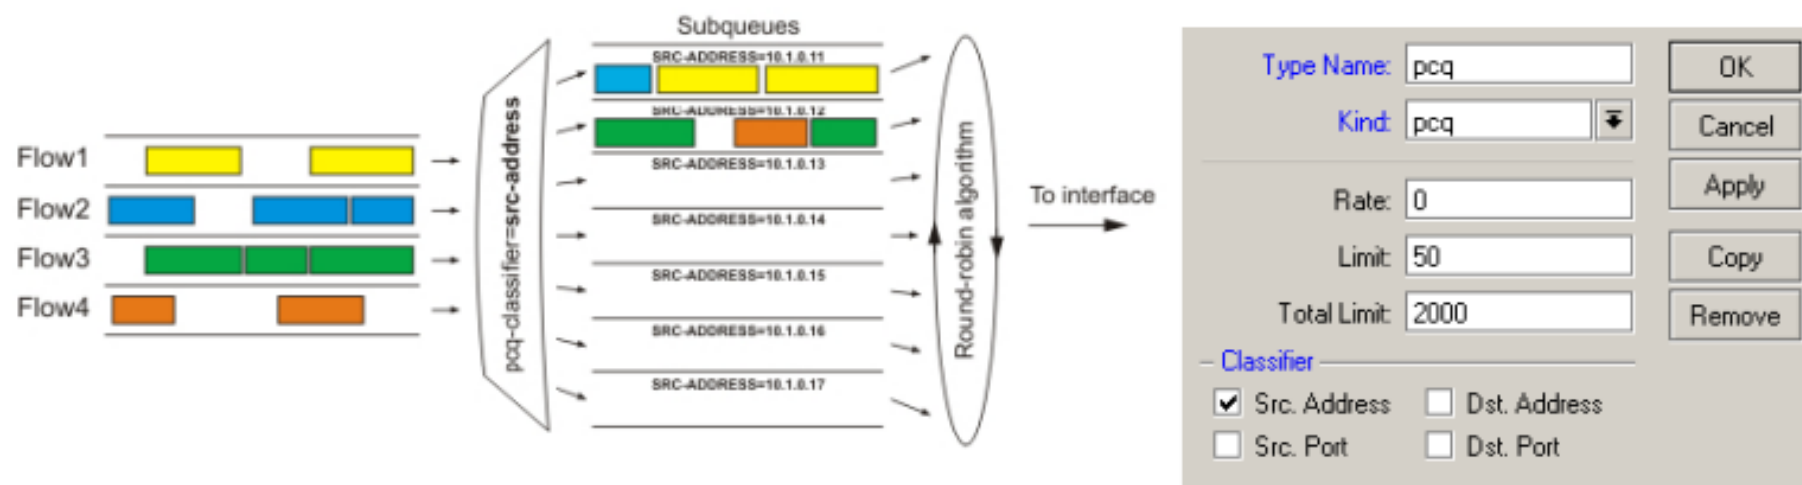 Subqueues
SRC-ADDRESS=10.1.0.11
SRC-ADDRESS=10.1.0.12
SRC-ADDRESS=10.1.0.13
SRC-ADDRESS=10.1.0.14
SRC-ADDRESS=10.1.0.15
SRC-ADDRESS=10.1.0.16
SRC-ADDRESS=10.1.0.17
Flow1
Flow2
Flow3
Flow4
pcq-classifier=src-address
Round-robin algorithm
To interface
Type Name: pcq
OK
Kind: pcq
Cancel
Rate: 0
Apply
Limit: 50
Copy
Total Limit: 2000
Remove
Classifier
Src. Address Dst. Address
Src. Port Dst. Port